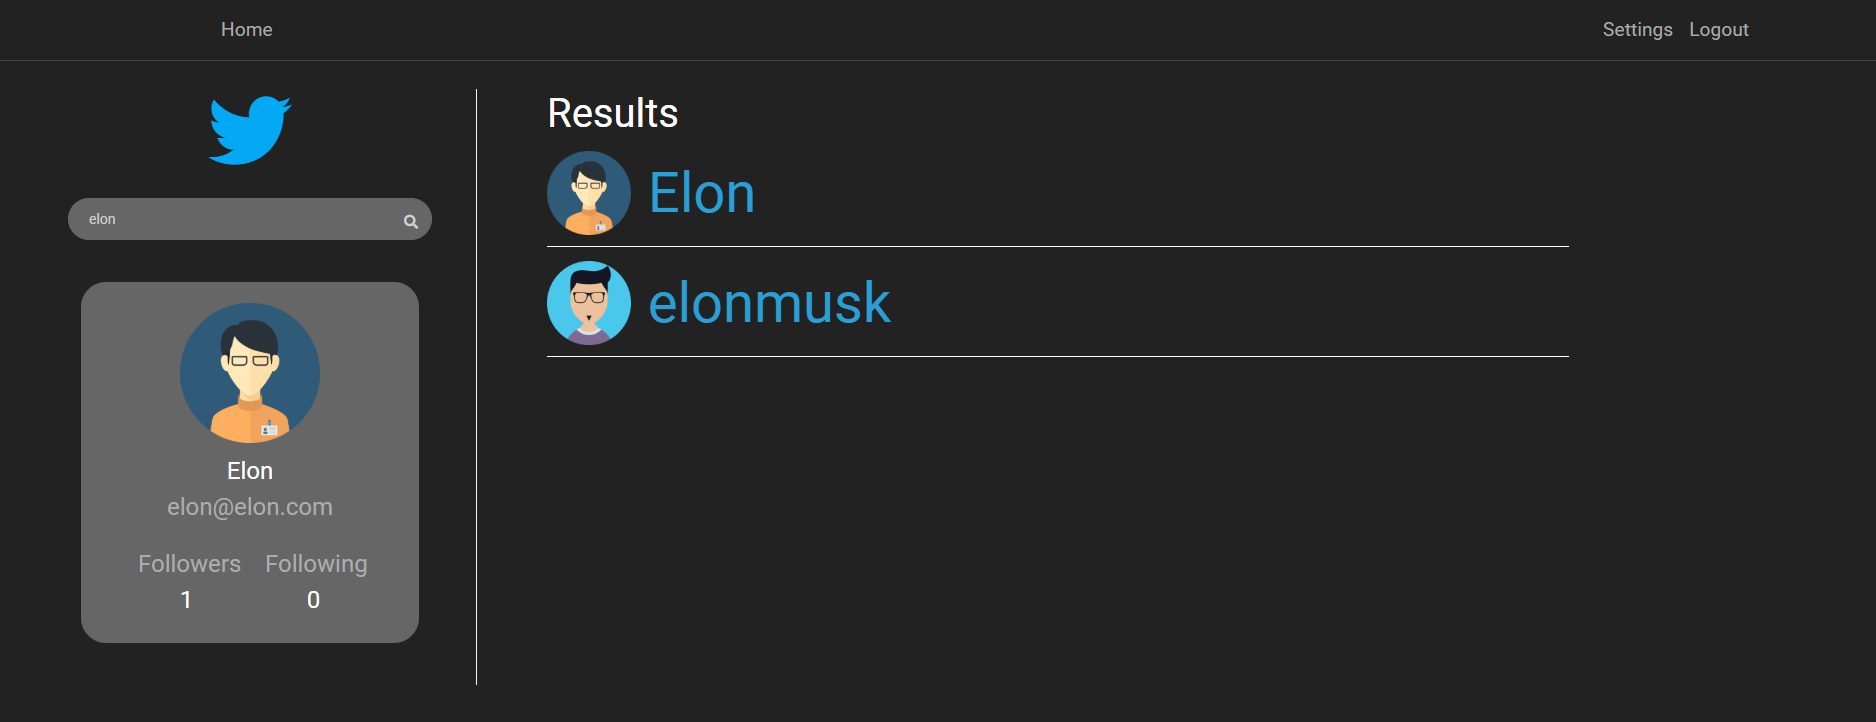 Home Settings Logout
elon
Elon
elon@elon.com
Followers Following
1 0
Results
Elon
elonmusk